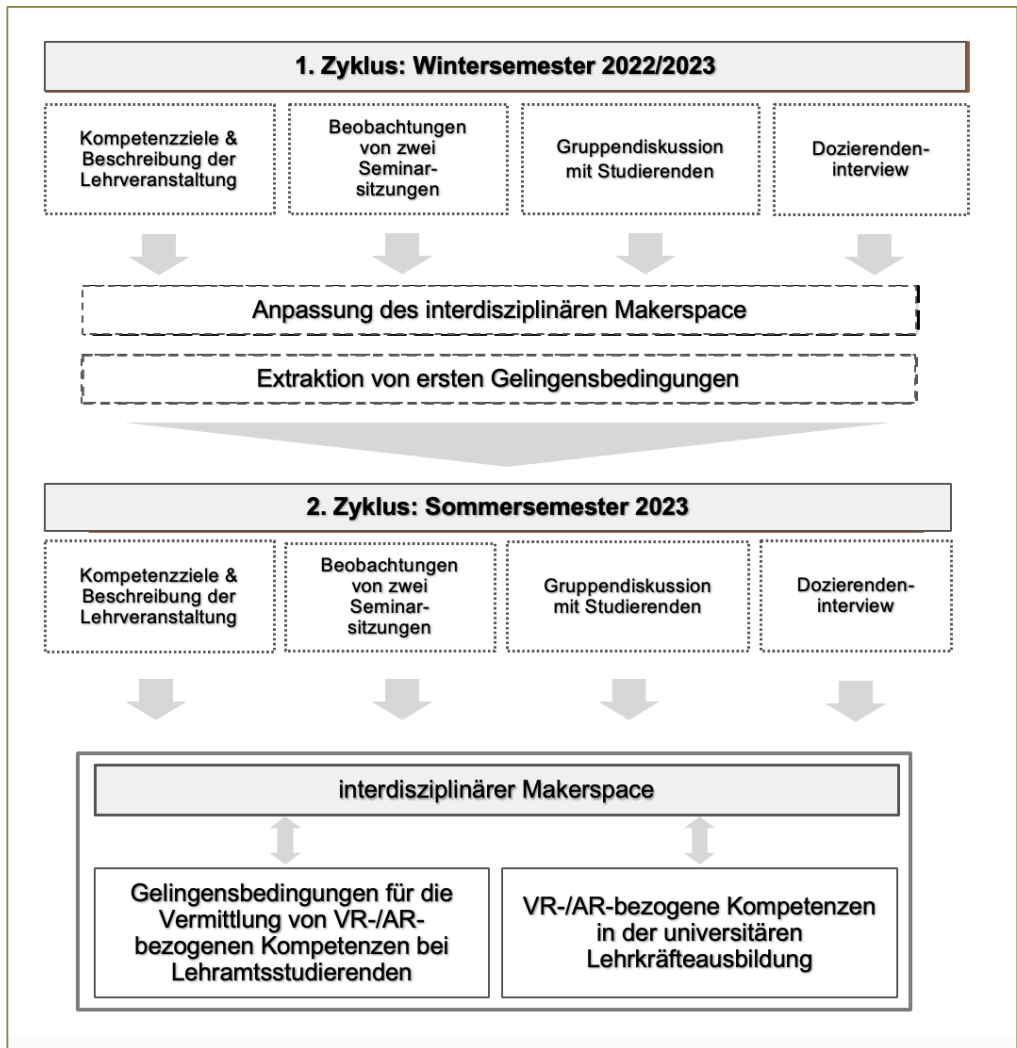 1. Zyklus: Wintersemester 2022/2023
Kompetenzziele &
Beschreibung der
Lehrveranstaltung
Beobachtungen
von zwei
Seminar-
sitzungen
Gruppendiskussion
mit Studierenden
Dozierenden-
interview
Anpassung des interdisziplinären Makerspace
Extraktion von ersten Gelingensbedingungen
2. Zyklus: Sommersemester 2023
Kompetenzziele &
Beschreibung der
Lehrveranstaltung
Beobachtungen
von zwei
Seminar-
sitzungen
Gruppendiskussion
mit Studierenden
Dozierenden-
interview
interdisziplinärer Makerspace
Gelingensbedingungen für die
Vermittlung von VR-/AR-
bezogenen Kompetenzen bei
Lehramtsstudierenden
VR-/AR-bezogene Kompetenzen
in der universitären
Lehrkräfteausbildung